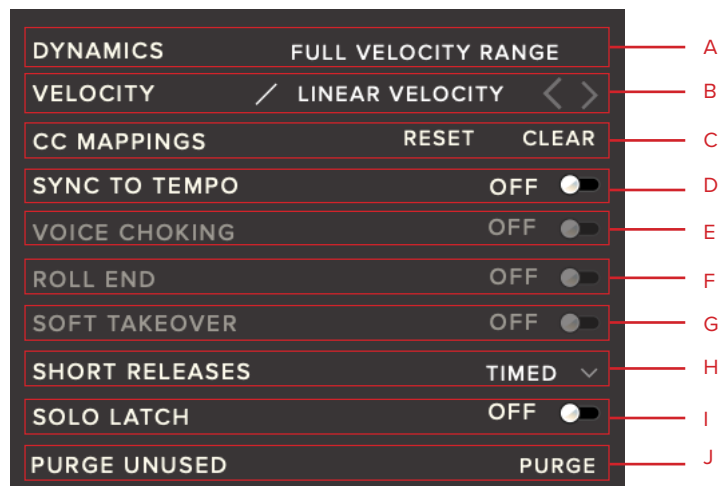 DYNAMICS FULL VELOCITY RANGE A
VELOCITY LINEAR VELOCITY B
CC MAPPINGS RESET CLEAR C
SYNC TO TEMPO OFF D
VOICE CHOKING OFF E
ROLL END OFF F
SOFT TAKEOVER OFF G
SHORT RELEASES TIMED H
SOLO LATCH OFF I
PURGE UNUSED PURGE J